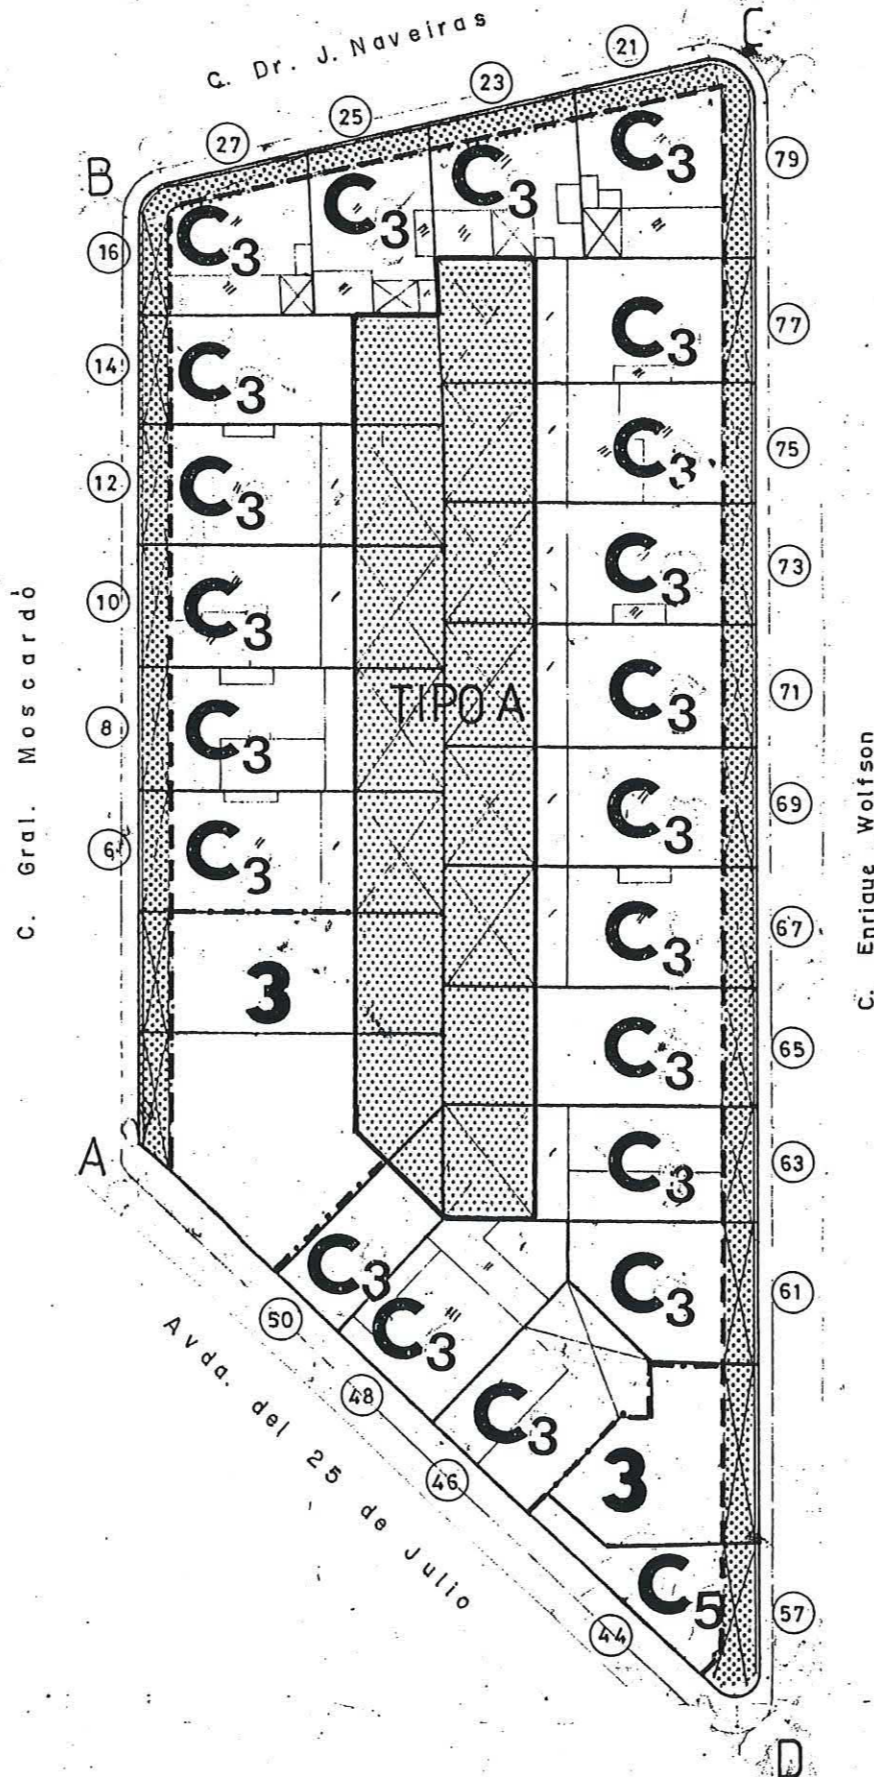 C. Dr. J. Naveiras
21
23
25
27
C
B
79
C3
C3
C3
C3
16
77
C3
14
C3
75
C3
12
C3
73
C3
10
C3
C. Gral. Moscardó
71
C3
TIPO A
8
C3
69
C3
C. Enrique Wolfson
6
C3
67
C3
3
65
C3
A
63
C3
61
C3
50
C3
48
C3
46
C3
3
Avda. del 25 de Julio
C5
57
44
D